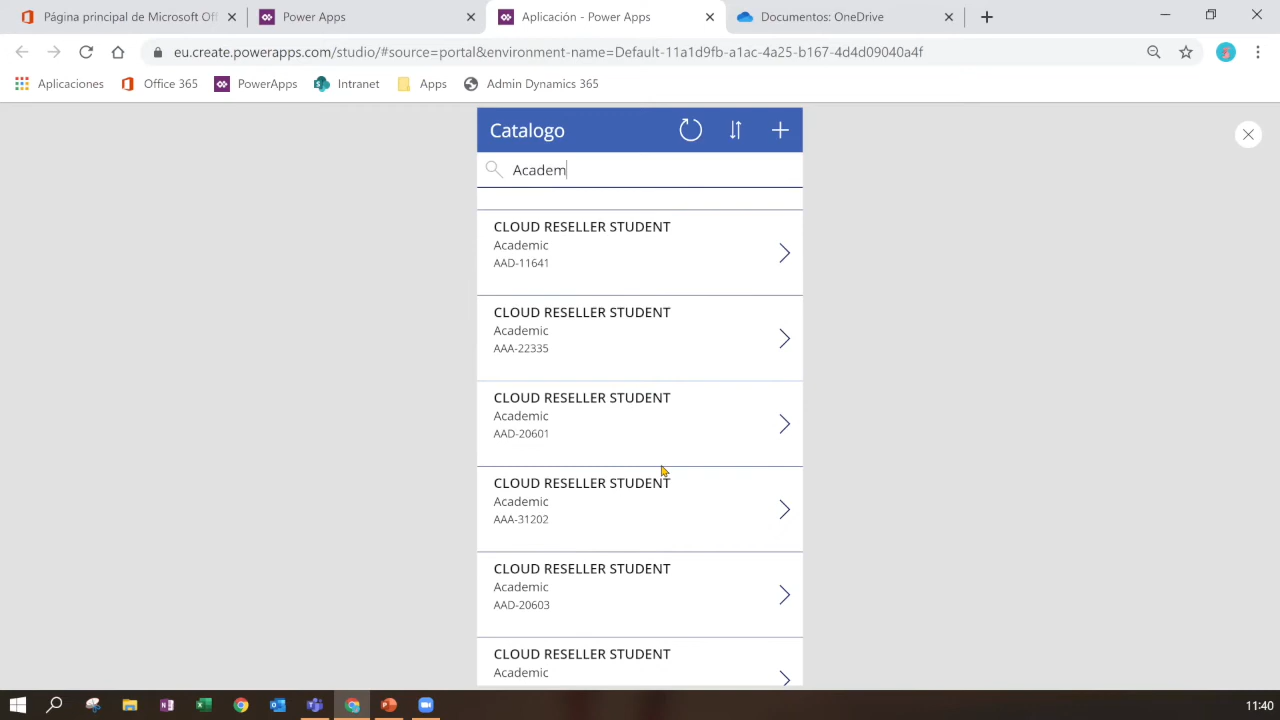 Página principal de Microsoft Of
Power Apps
Aplicación - Power Apps
Documentos: OneDrive
eu.create.powerapps.com/studio/#source=portal&environment-name=Default-11a1d9fb-a1ac-4a25-b167-4d4d09040a4f
Aplicaciones
Office 365
PowerApps
Intranet
Apps
Admin Dynamics 365
Catalogo
Academ
CLOUD RESELLER STUDENT
Academic
AAD-11641
CLOUD RESELLER STUDENT
Academic
AAA-22335
CLOUD RESELLER STUDENT
Academic
AAD-20601
CLOUD RESELLER STUDENT
Academic
AAA-31202
CLOUD RESELLER STUDENT
Academic
AAD-20603
CLOUD RESELLER STUDENT
Academic
11:40